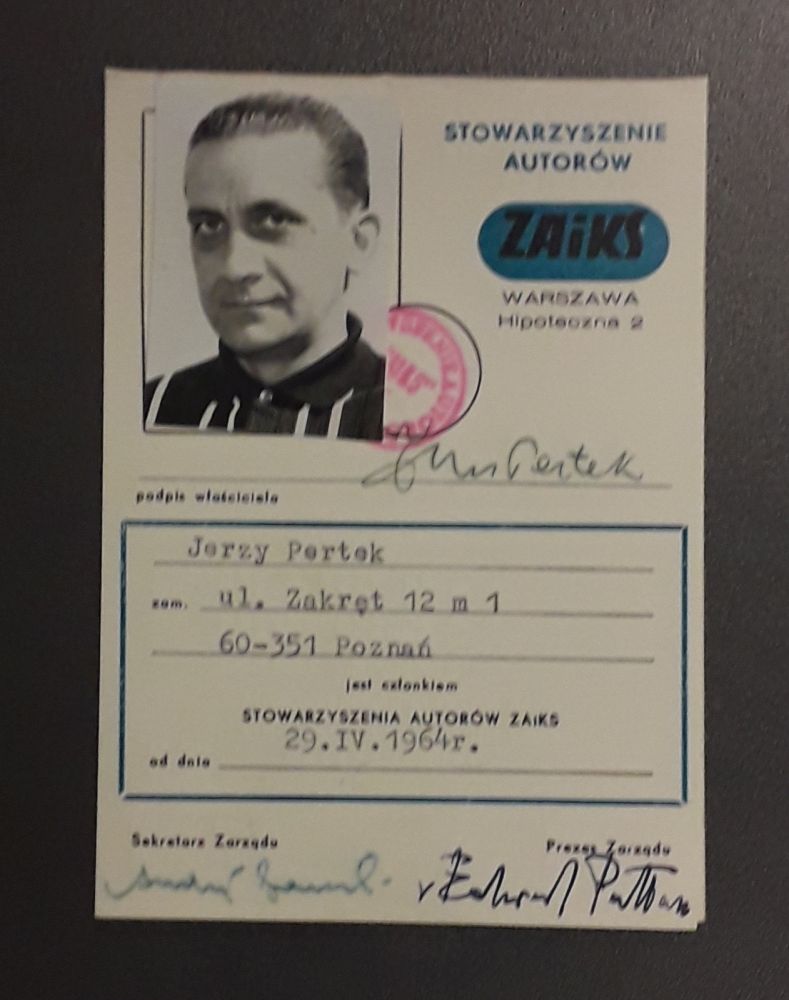 STOWARZYSZENIE
AUTORÓW
ZAiKS
WARSZAWA
Hipoteczna 2
Pertek
podpis właściciela
Jerzy Pertek
zam. ul. Zakręt 12 m 1
60-351 Poznań
jest członkiem
STOWARZYSZENIA AUTORÓW ZAiKS
29.IV.1964r.
od dnia
Sekretarz Zarządu
Prezes Zarządu